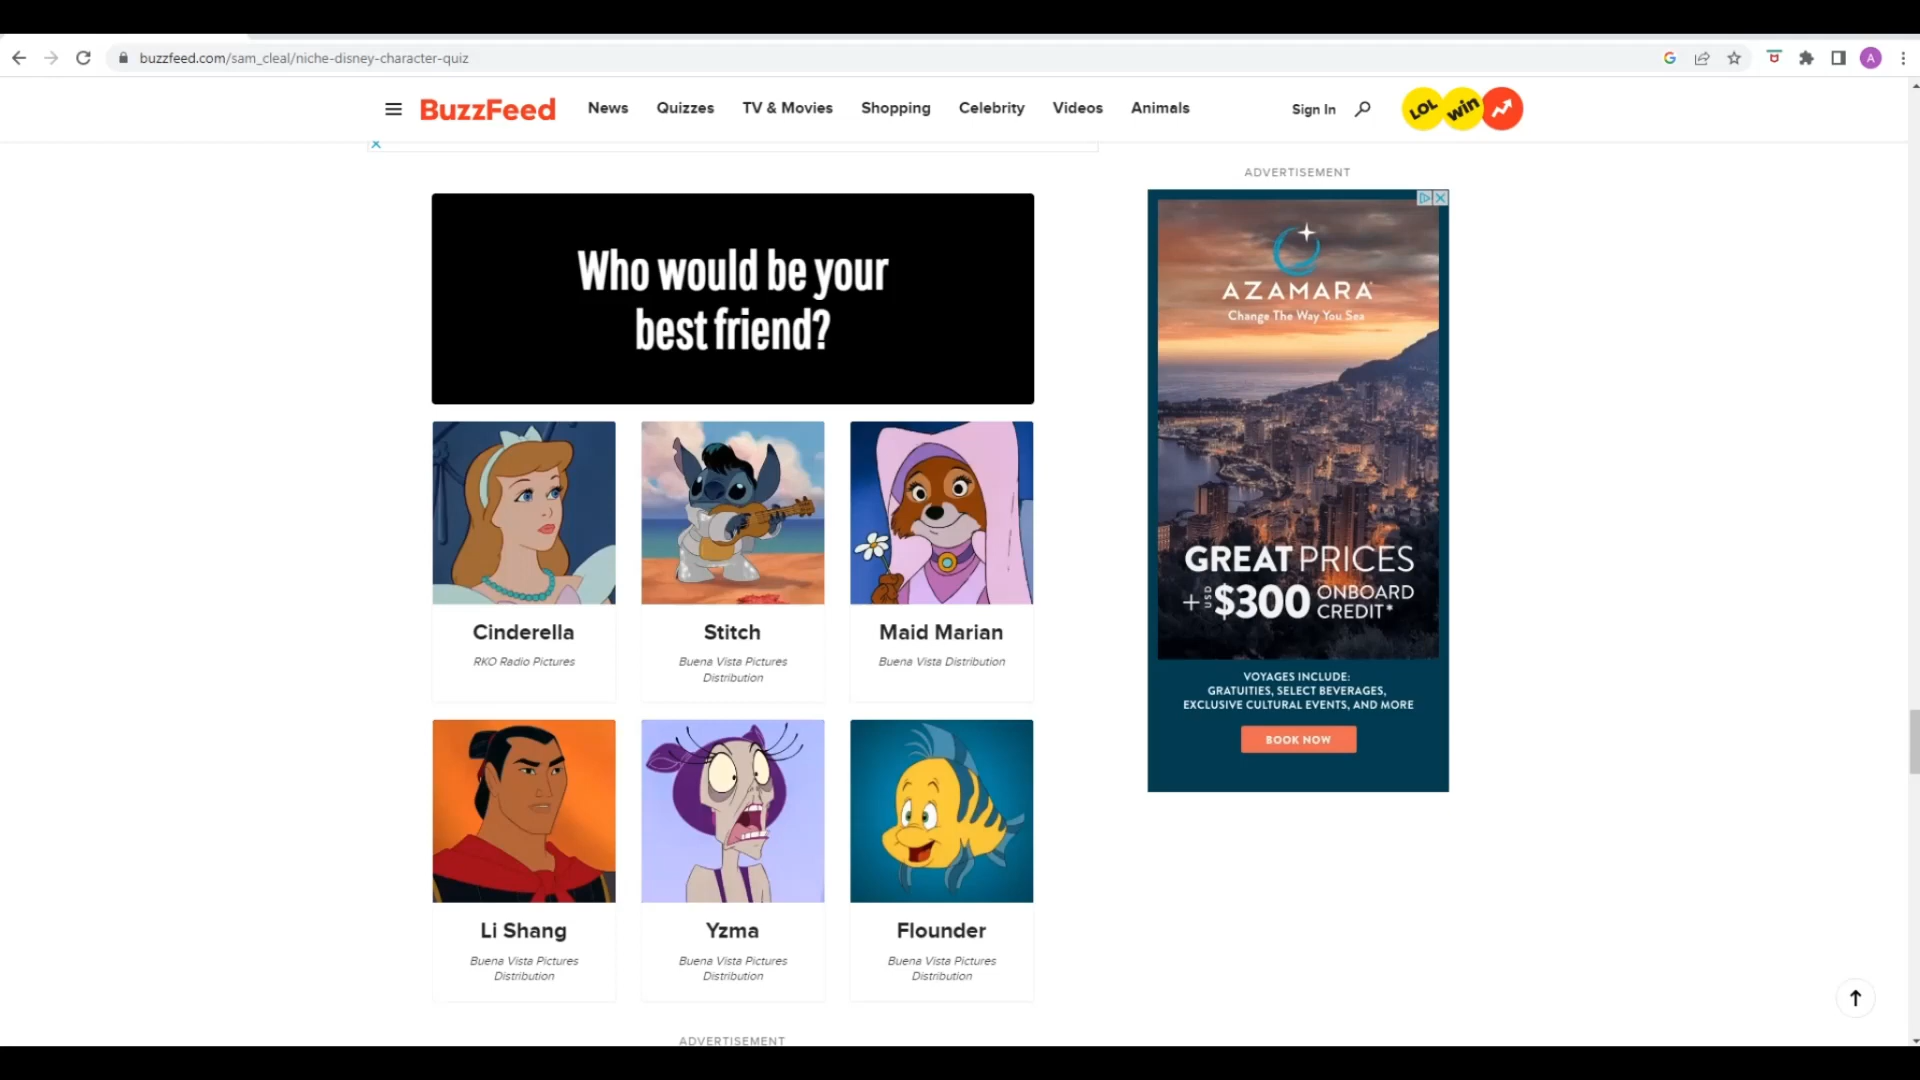 buzzfeed.com/sam_cleal/niche-disney-character-quiz
G
A
BuzzFeed
News
Quizzes
TV & Movies
Shopping
Celebrity
Videos
Animals
Sign In
LOL
win
Who would be your
best friend?
Cinderella
RKO Radio Pictures
Stitch
Buena Vista Pictures
Distribution
Maid Marian
Buena Vista Distribution
Li Shang
Buena Vista Pictures
Distribution
Yzma
Buena Vista Pictures
Distribution
Flounder
Buena Vista Pictures
Distribution
ADVERTISEMENT
ADVERTISEMENT
AZAMARA
Change The Way You Sea
GREAT PRICES
+ USD $300 ONBOARD
CREDIT*
VOYAGES INCLUDE:
GRATUITIES, SELECT BEVERAGES,
EXCLUSIVE CULTURAL EVENTS, AND MORE
BOOK NOW